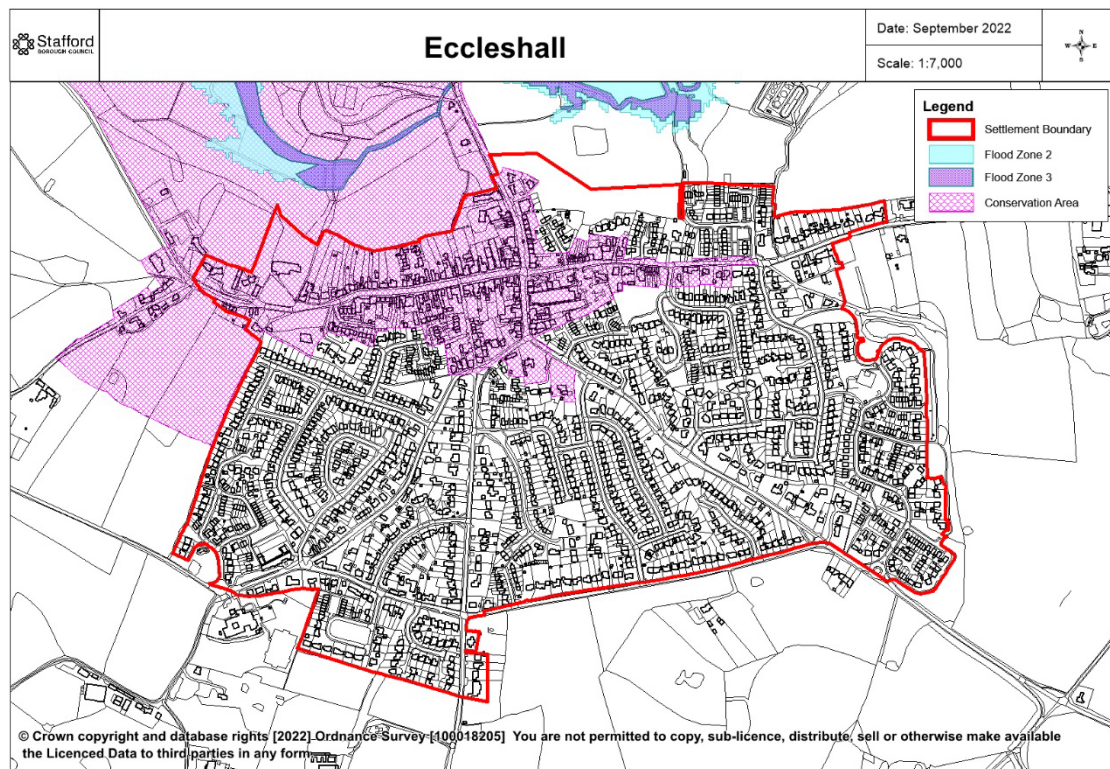 Stafford
BOROUGH COUNCIL
Eccleshall
Date: September 2022
Scale: 1:7,000
N
W E
S
Legend
Settlement Boundary
Flood Zone 2
Flood Zone 3
Conservation Area
© Crown copyright and database rights [2022] Ordnance Survey [100018205] You are not permitted to copy, sub-licence, distribute, sell or otherwise make available
the Licenced Data to third parties in any form.